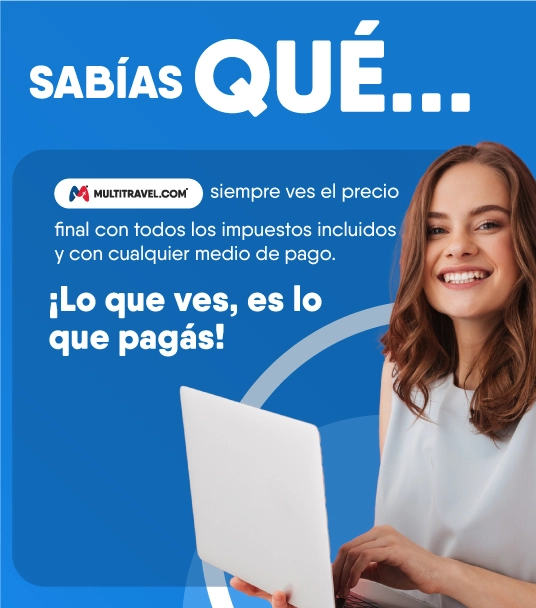 SABÍAS QUÉ...
MULTITRAVEL.COM® siempre ves el precio
final con todos los impuestos incluidos
y con cualquier medio de pago.
¡Lo que ves, es lo
que pagás!